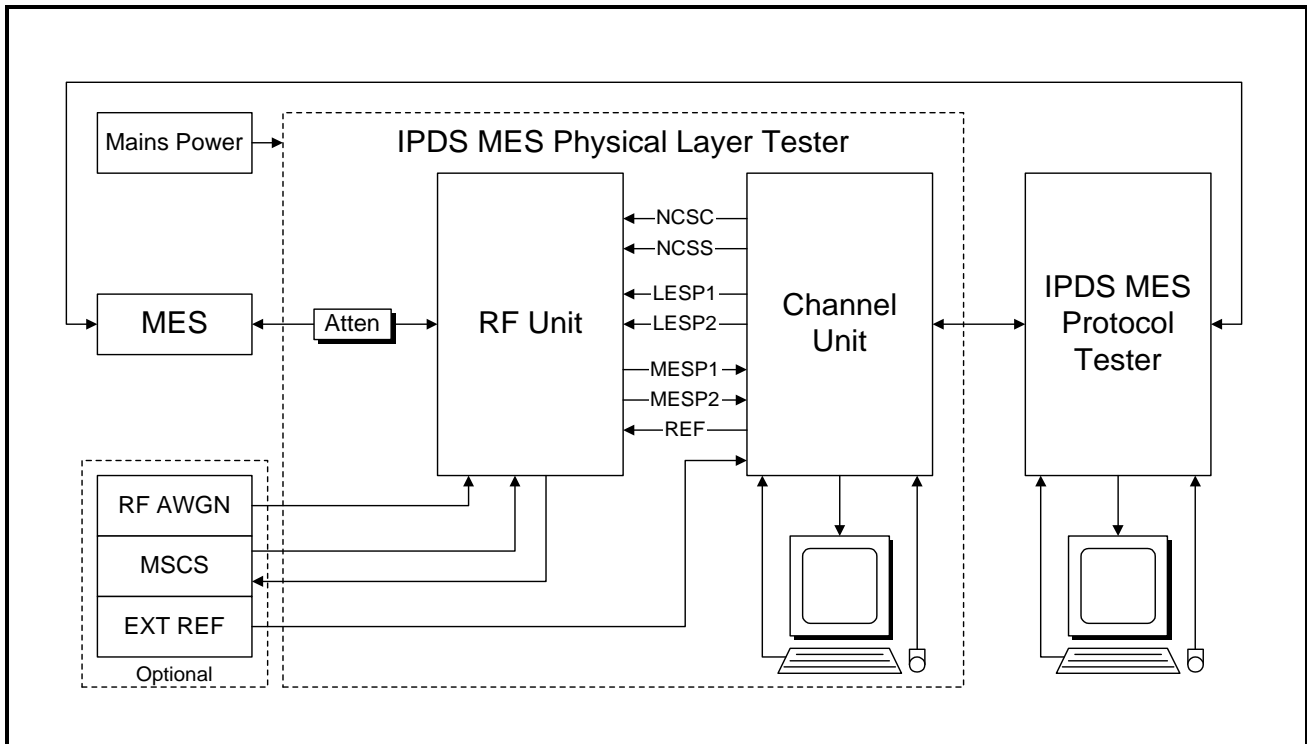 Mains Power
IPDS MES Physical Layer Tester
NCSC
NCSS
LESP1
LESP2
MESP1
MESP2
REF
MES
Atten
RF Unit
Channel
Unit
IPDS MES
Protocol
Tester
RF AWGN
MSCS
EXT REF
Optional